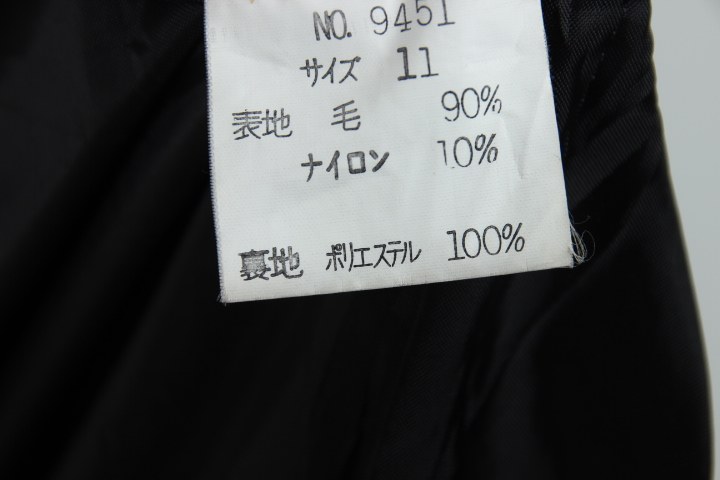 NO. 9451
サイズ 11
表地 毛 90%
ナイロン 10%
裏地 ポリエステル 100%